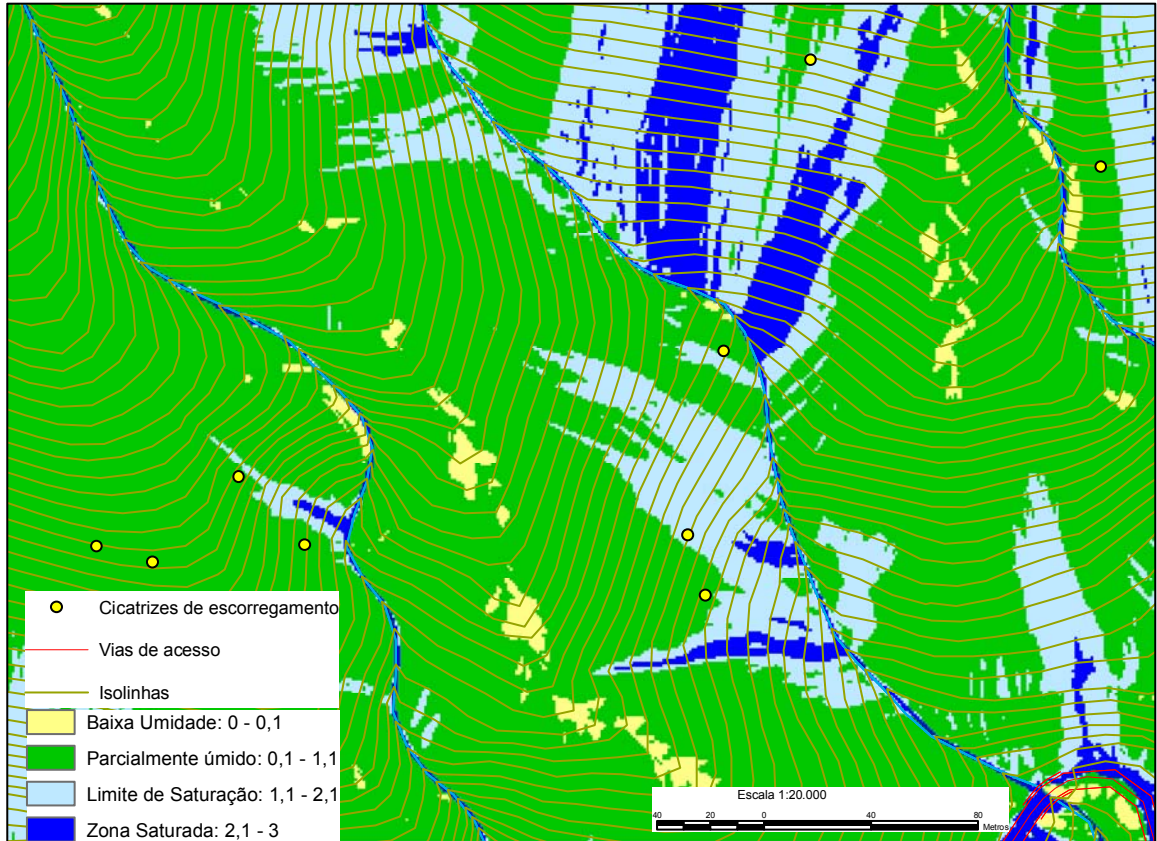 Cicatrizes de escorregamento
Vias de acesso
Isolinhas
Baixa Umidade: 0 - 0,1
Parcialmente úmido: 0,1 - 1,1
Limite de Saturação: 1,1 - 2,1
Zona Saturada: 2,1 - 3
Escala 1:20.000
40 20 0 40 80
Metros